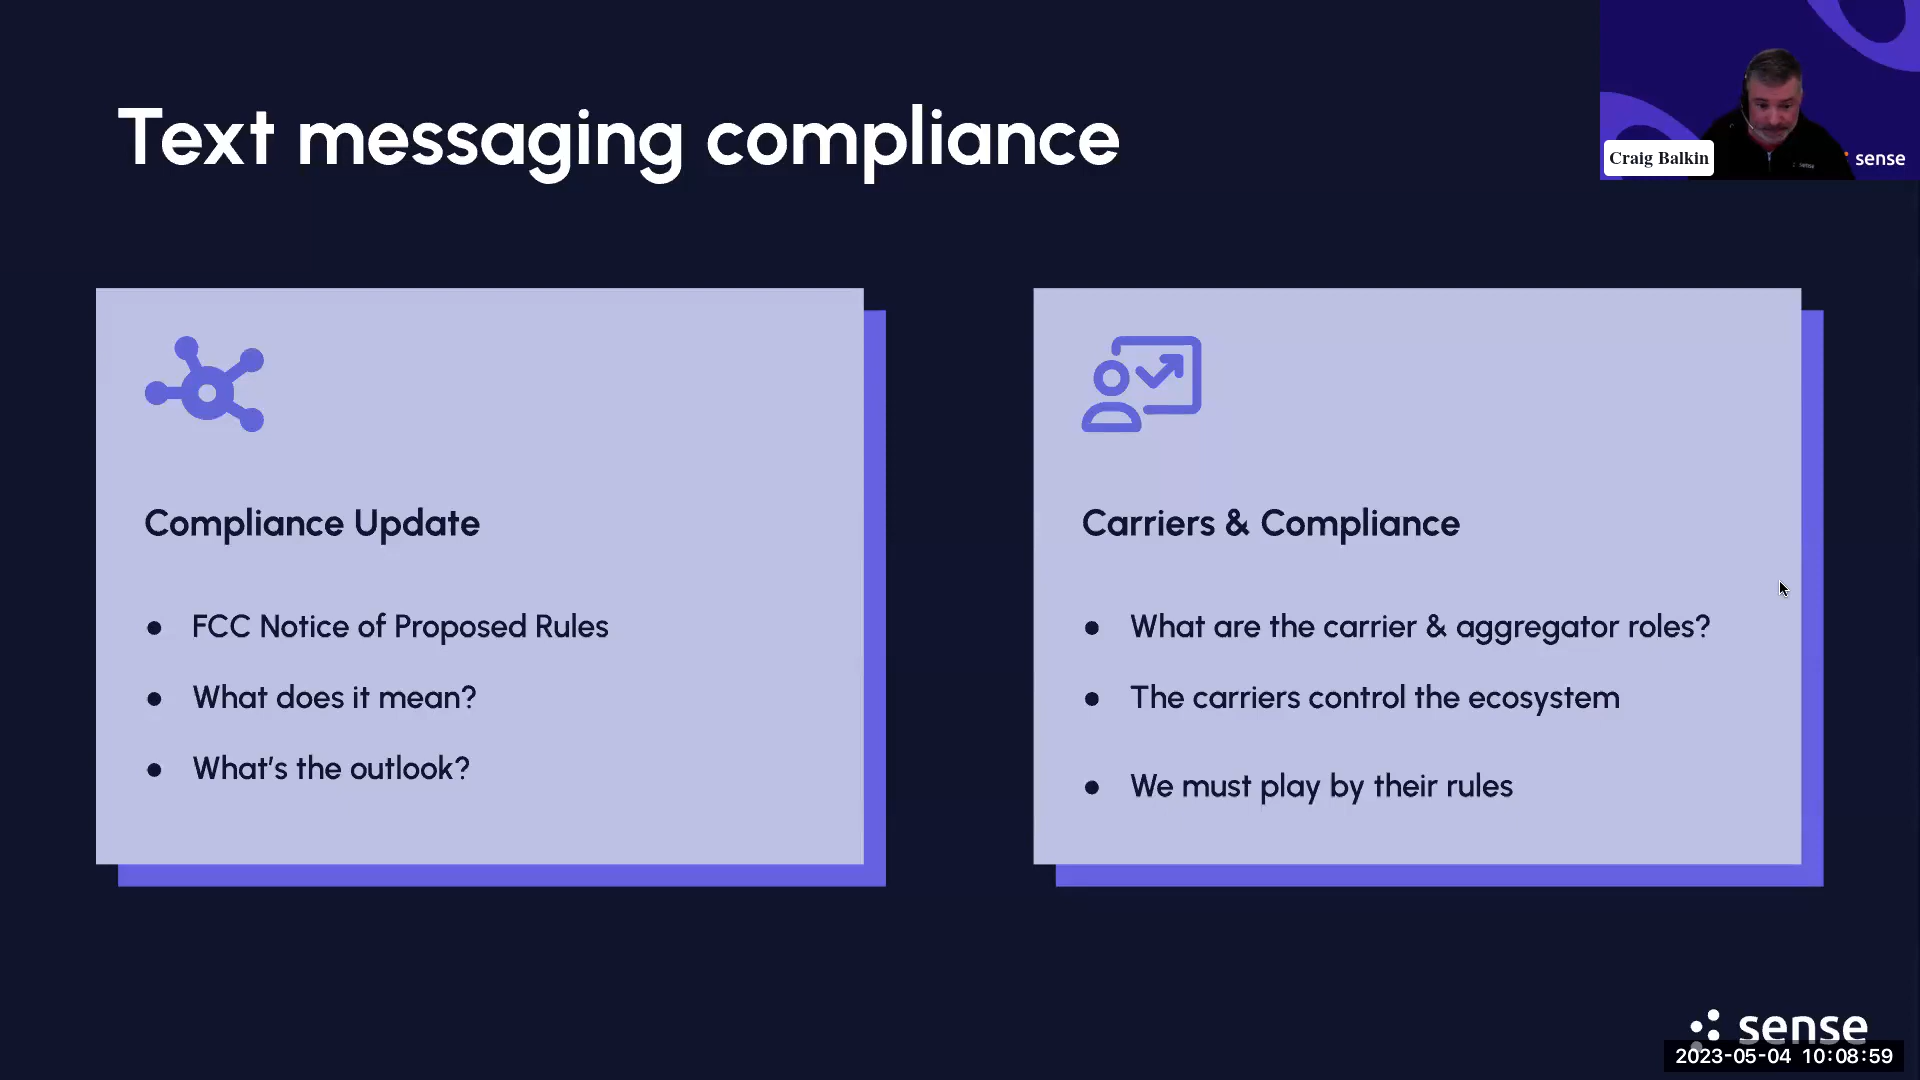 Text messaging compliance
Craig Balkin
sense
Compliance Update
● FCC Notice of Proposed Rules
● What does it mean?
● What's the outlook?
Carriers & Compliance
● What are the carrier & aggregator roles?
● The carriers control the ecosystem
● We must play by their rules
sense
2023-05-04 10:08:59